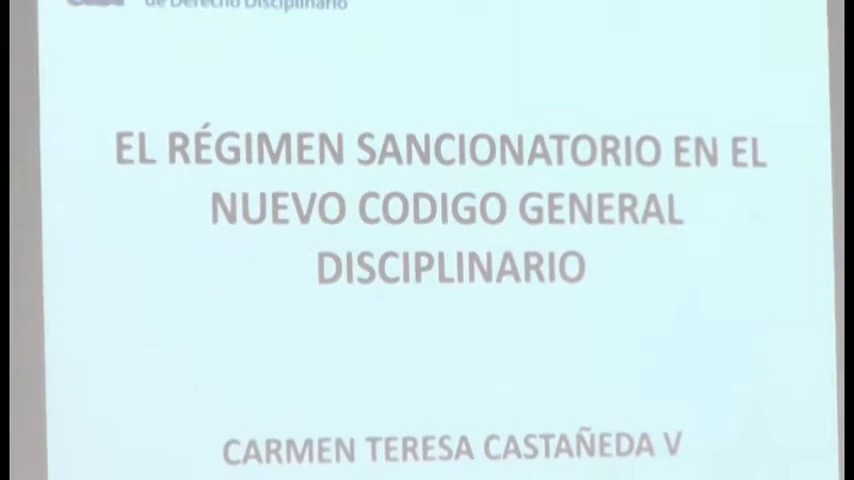 de Derecho Disciplinario
EL RÉGIMEN SANCIONATORIO EN EL
NUEVO CODIGO GENERAL
DISCIPLINARIO
CARMEN TERESA CASTAÑEDA V